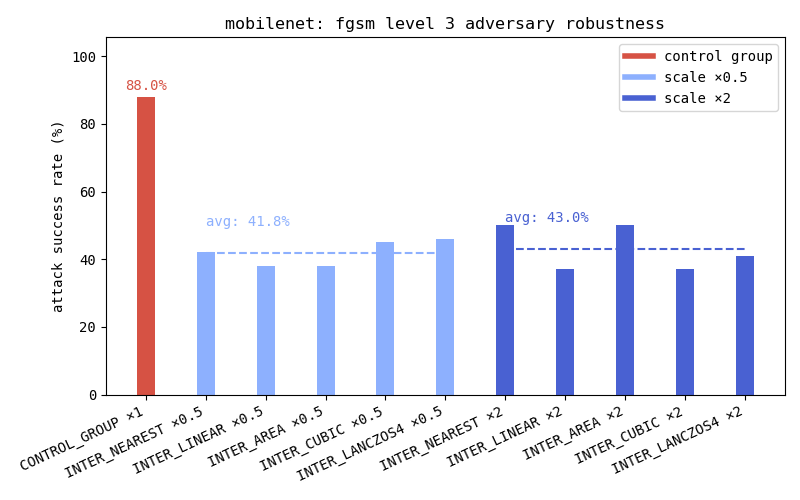 mobilenet: fgsm level 3 adversary robustness
attack success rate (%)
100
80
60
40
20
0
88.0%
avg: 41.8%
avg: 43.0%
control group
scale ×0.5
scale ×2
CONTROL_GROUP ×1
INTER_NEAREST ×0.5
INTER_LINEAR ×0.5
INTER_AREA ×0.5
INTER_CUBIC ×0.5
INTER_LANCZOS4 ×0.5
INTER_NEAREST ×2
INTER_LINEAR ×2
INTER_AREA ×2
INTER_CUBIC ×2
INTER_LANCZOS4 ×2